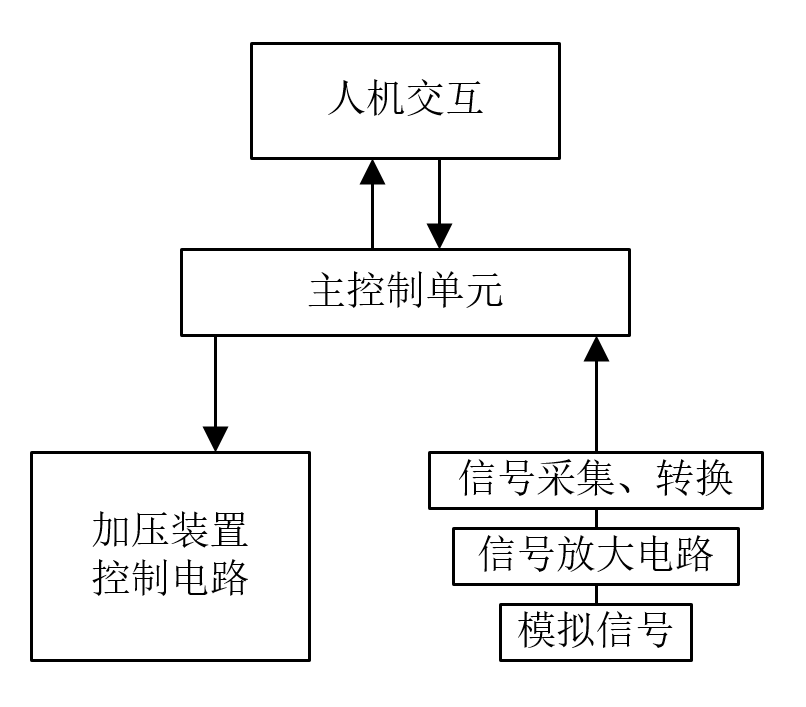 人机交互
主控制单元
加压装置
控制电路
信号采集、转换
信号放大电路
模拟信号